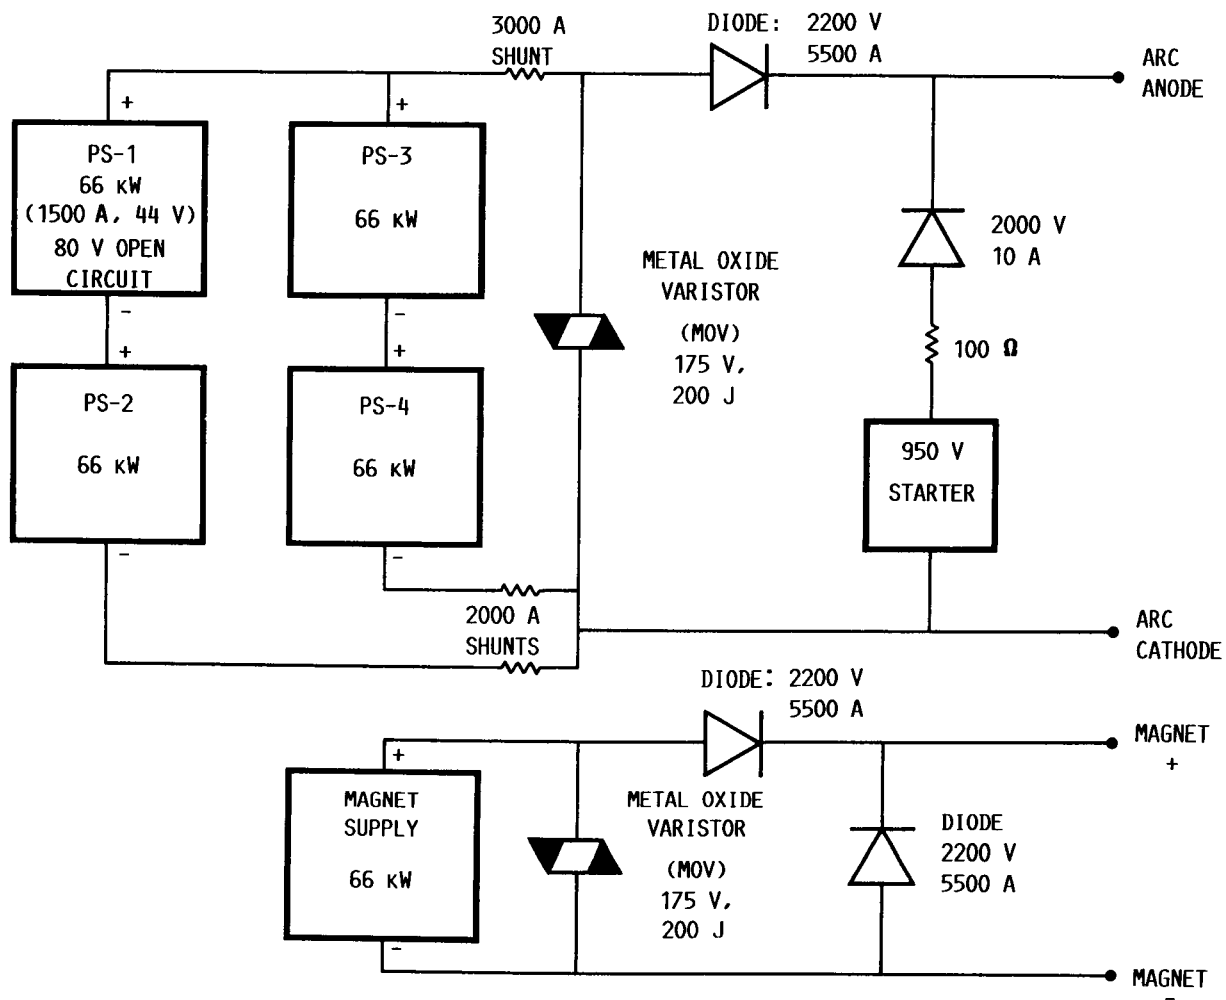 3000 A
SHUNT
DIODE: 2200 V
5500 A
ARC
ANODE
+
+
PS-1
66 KW
(1500 A, 44 V)
80 V OPEN
CIRCUIT
PS-3
66 KW
2000 V
10 A
METAL OXIDE
VARISTOR
(MOV)
175 V,
200 J
−
−
+
+
100 Ω
PS-2
66 KW
PS-4
66 KW
950 V
STARTER
−
−
2000 A
SHUNTS
ARC
CATHODE
DIODE: 2200 V
5500 A
MAGNET
+
+
MAGNET
SUPPLY
66 KW
METAL OXIDE
VARISTOR
(MOV)
175 V,
200 J
DIODE
2200 V
5500 A
−
MAGNET
−